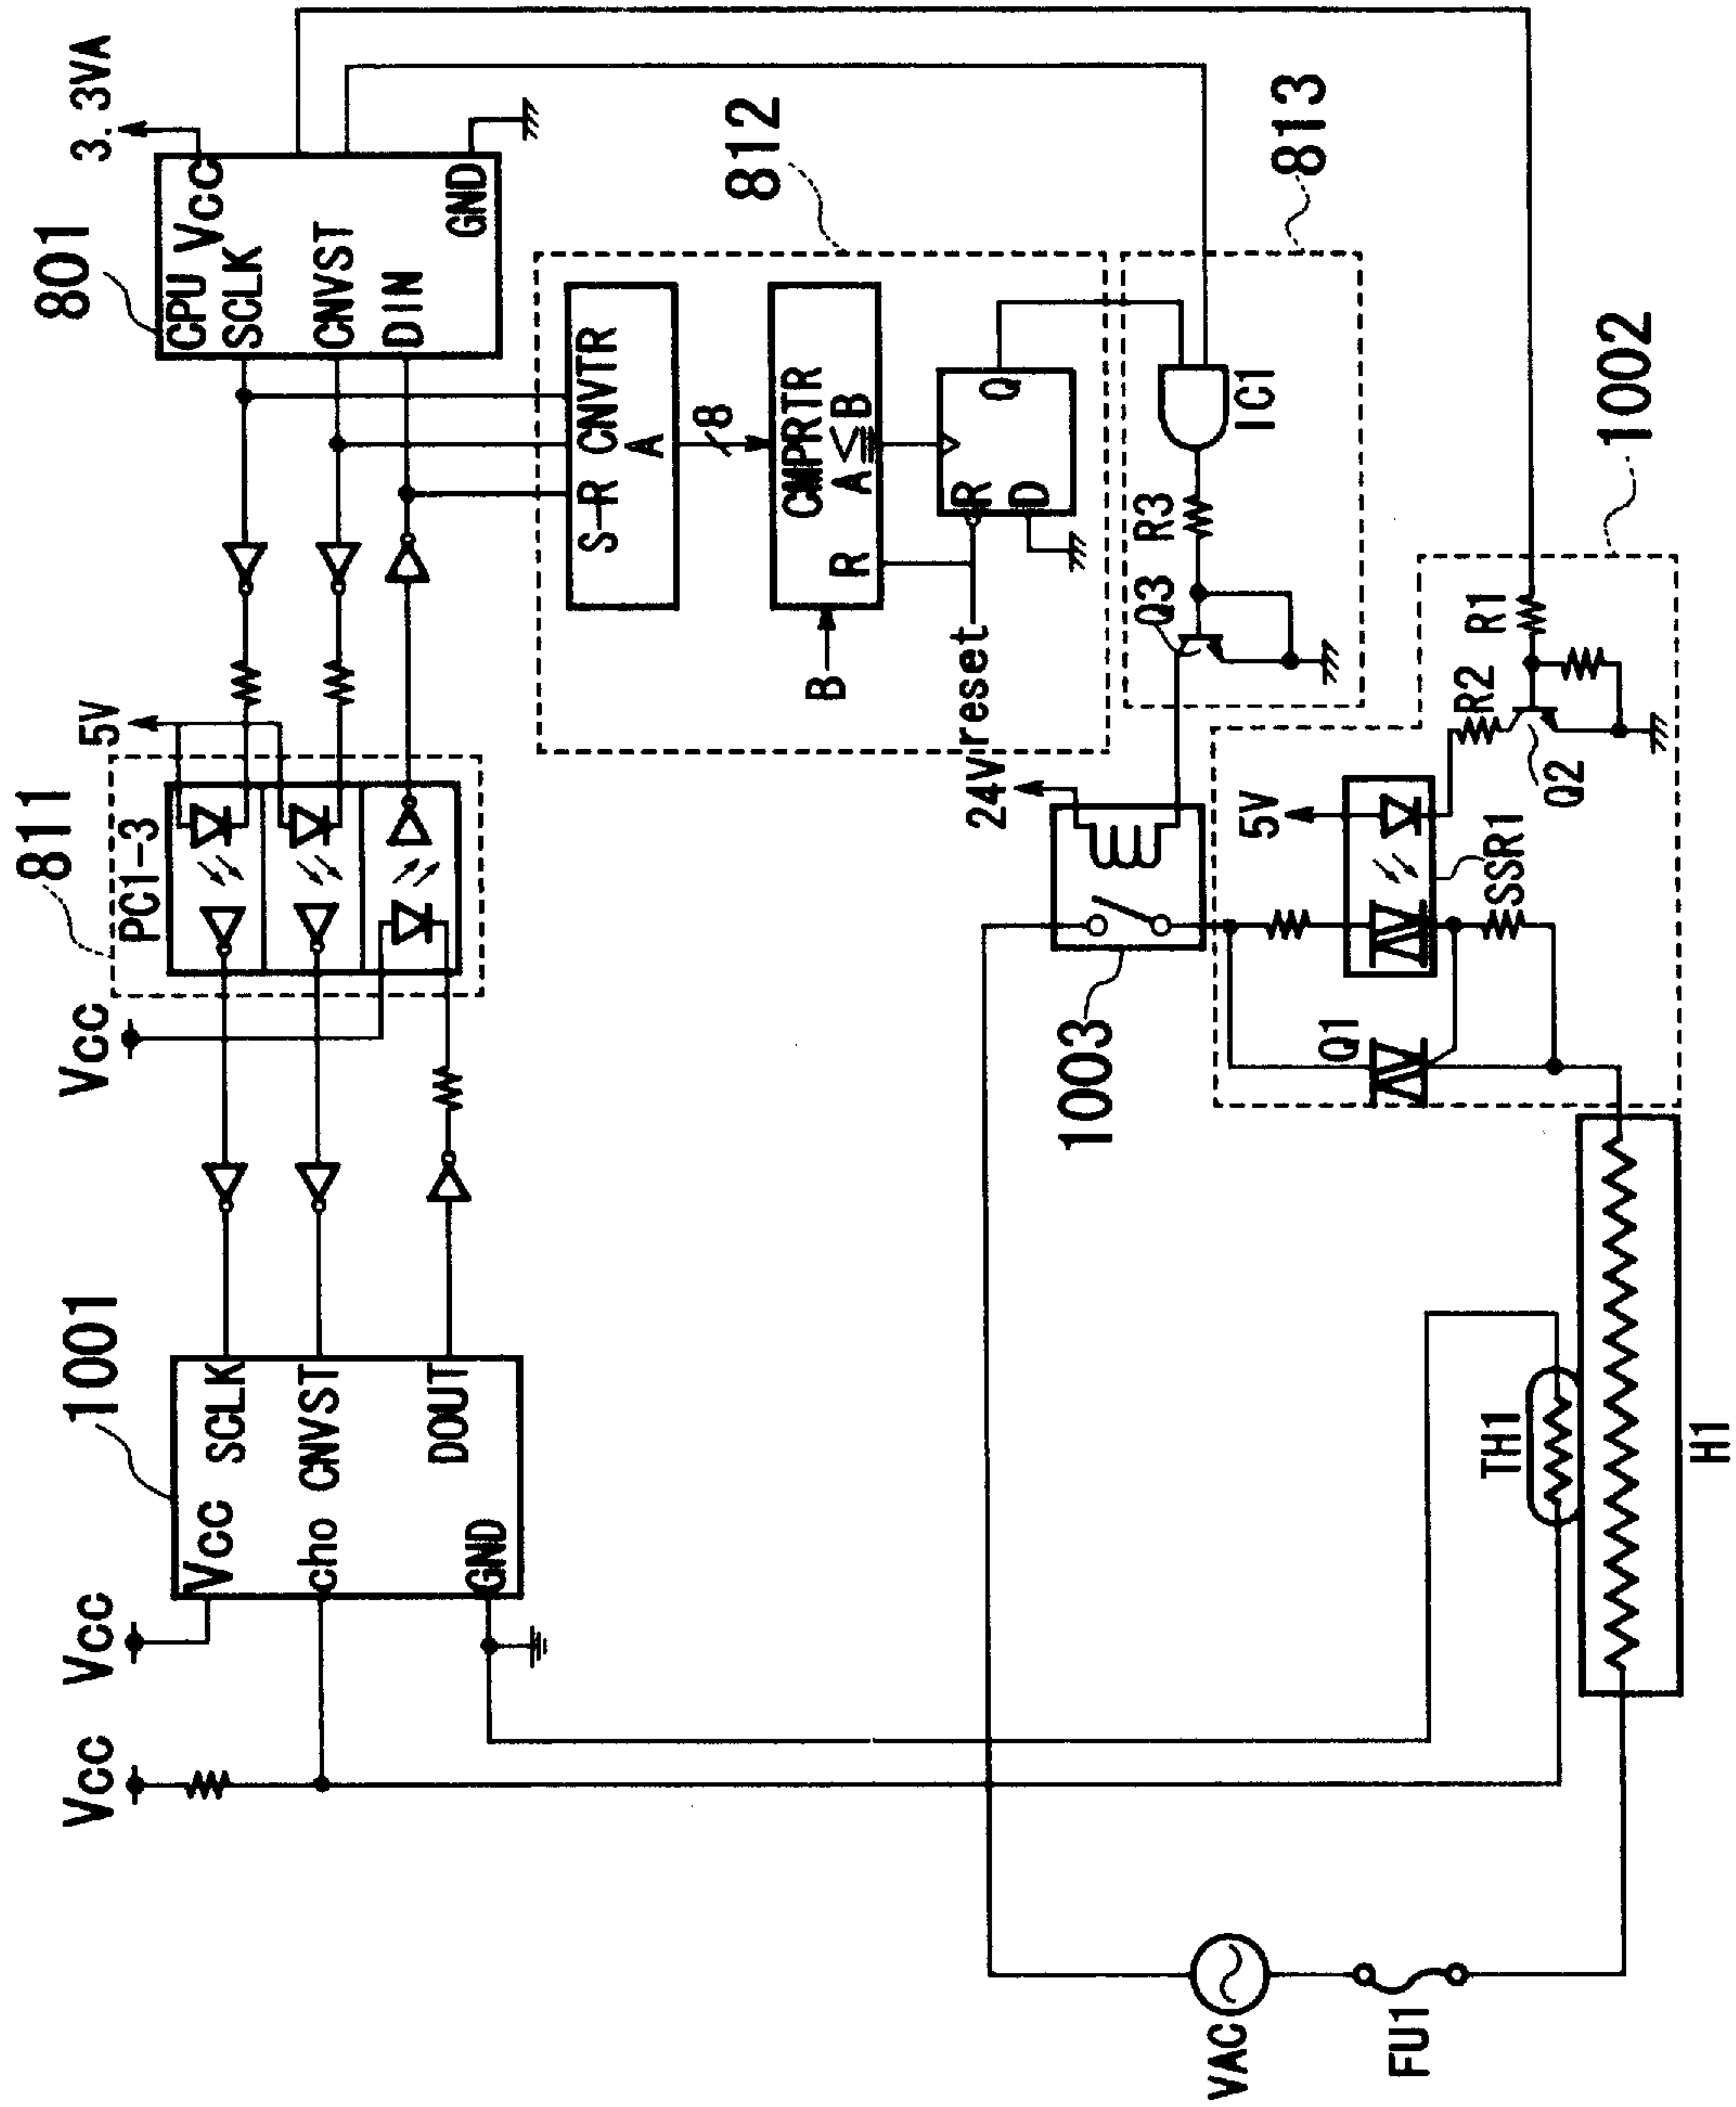 801
3.3VA
CPU Vcc
SCLK
CNVST
DIN
GND
811
5V
PC1-3
Vcc
1001
Vcc
SCLK
cho
CNVST
DOUT
GND
Vcc
Vcc
812
S-R CNVTR
A
8
CMPRTR
A≦B
R
B
R
D
Q
reset
813
IC1
R3
Q3
24V
1003
1002
R1
R2
Q2
5V
SSR1
Q1
TH1
H1
VAC
FU1